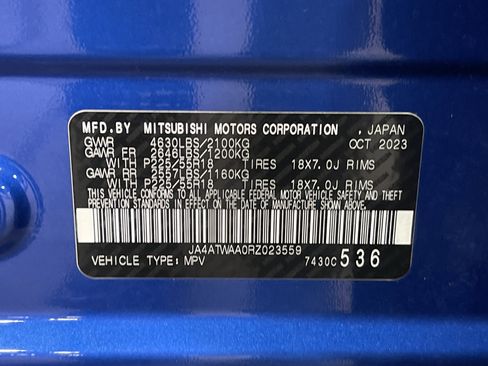 MFD.BY MITSUBISHI MOTORS CORPORATION , JAPAN
GVWR 4630LBS/2100KG OCT 2023
GAWR FR 2646LBS/1200KG
WITH P225/55R18 TIRES 18X7.0J RIMS
GAWR RR 2557LBS/1160KG
WITH P225/55R18 TIRES 18X7.0J RIMS
THIS VEHICLE CONFORMS TO ALL APPLICABLE FEDERAL MOTOR VEHICLE SAFETY AND THEFT
PREVENTION STANDARDS IN EFFECT ON THE DATE OF MANUFACTURE SHOWN ABOVE.
JA4ATWAA0RZ023559
VEHICLE TYPE: MPV 7430C 536